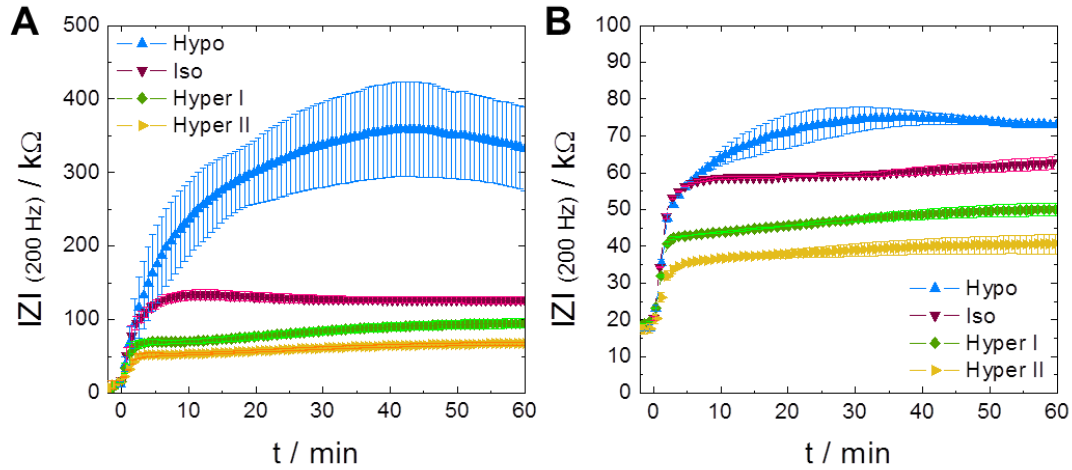 A
500
400
300
200
100
0
|Z| (200 Hz) / kΩ
Hypo
Iso
Hyper I
Hyper II
0 10 20 30 40 50 60
t / min
B
100
90
80
70
60
50
40
30
20
10
0
|Z| (200 Hz) / kΩ
Hypo
Iso
Hyper I
Hyper II
0 10 20 30 40 50 60
t / min